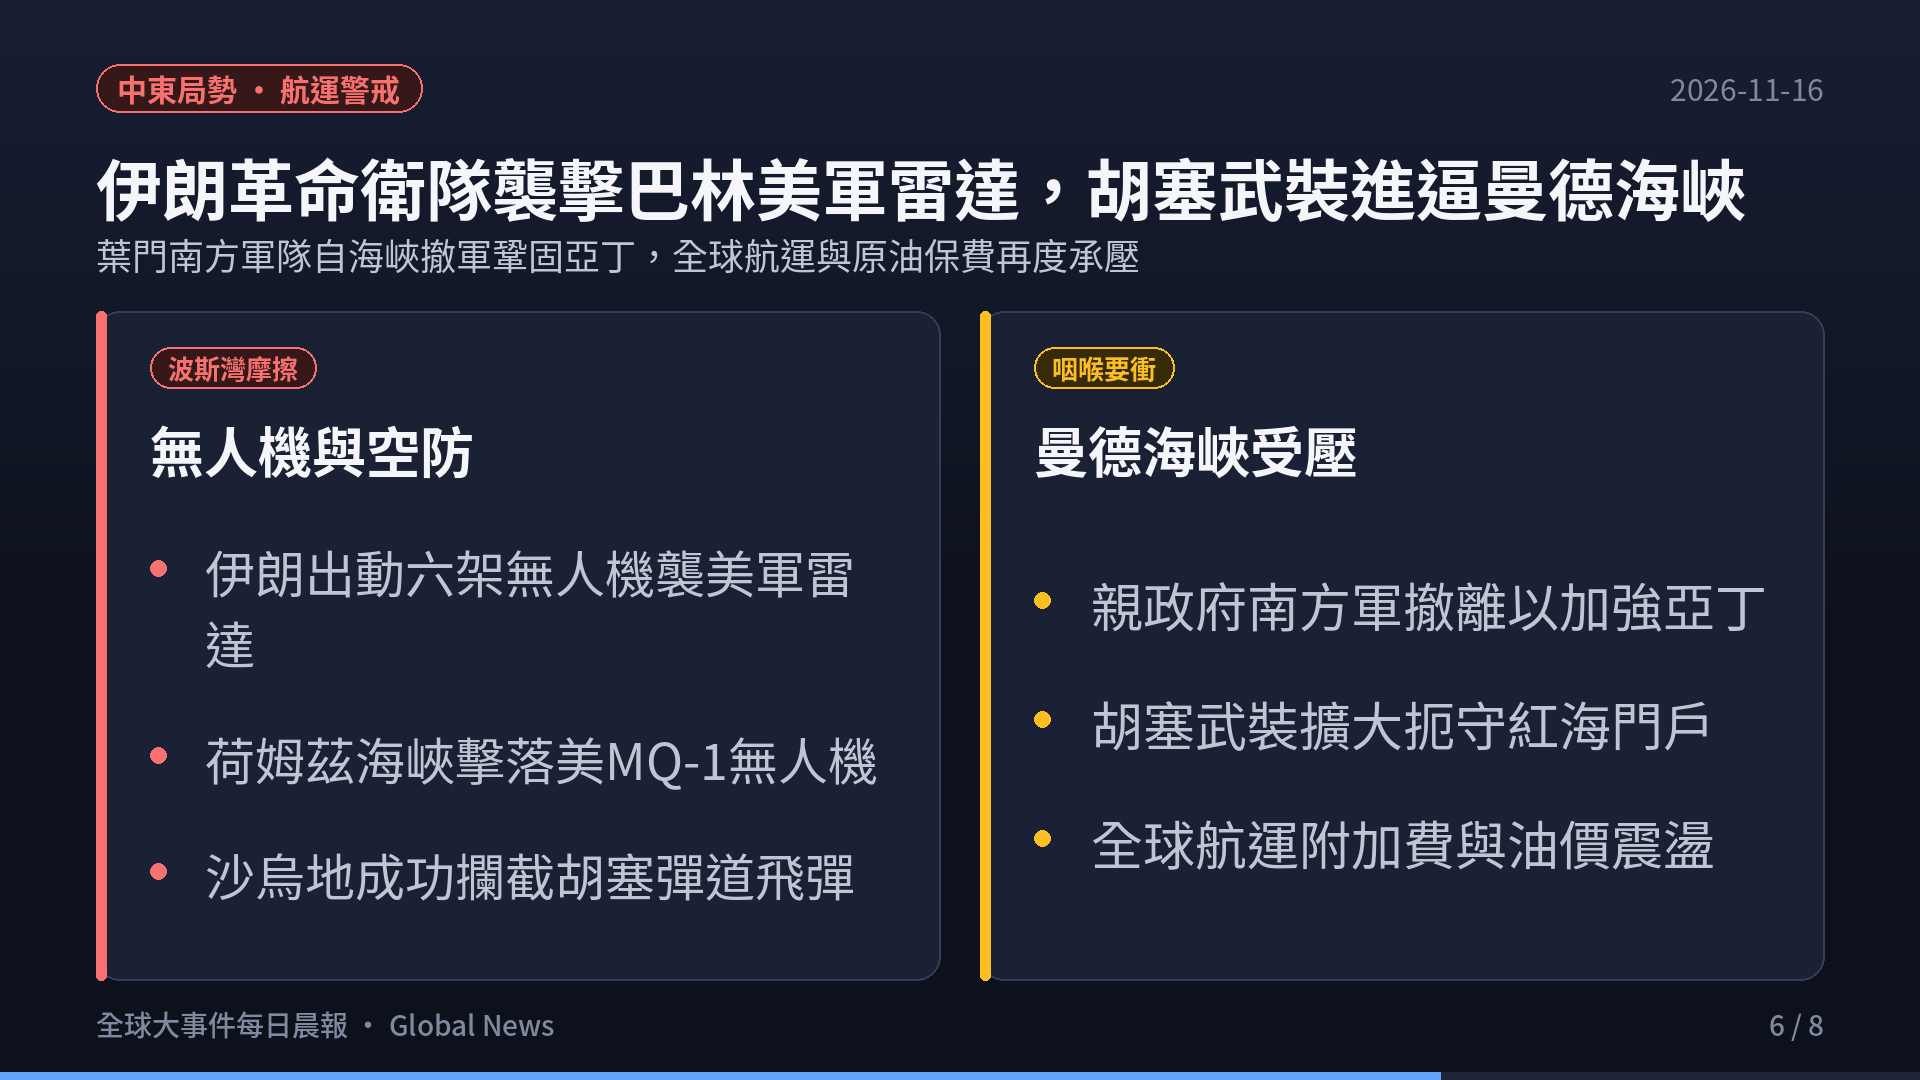 中東局勢 • 航運警戒
2026-11-16
伊朗革命衛隊襲擊巴林美軍雷達，胡塞武裝進逼曼德海峽
葉門南方軍隊自海峽撤軍鞏固亞丁，全球航運與原油保費再度承壓
波斯灣摩擦
無人機與空防
• 伊朗出動六架無人機襲美軍雷
達
• 荷姆茲海峽擊落美MQ-1無人機
• 沙烏地成功攔截胡塞彈道飛彈
咽喉要衝
曼德海峽受壓
• 親政府南方軍撤離以加強亞丁
• 胡塞武裝擴大扼守紅海門戶
• 全球航運附加費與油價震盪
全球大事件每日晨報 • Global News
6 / 8